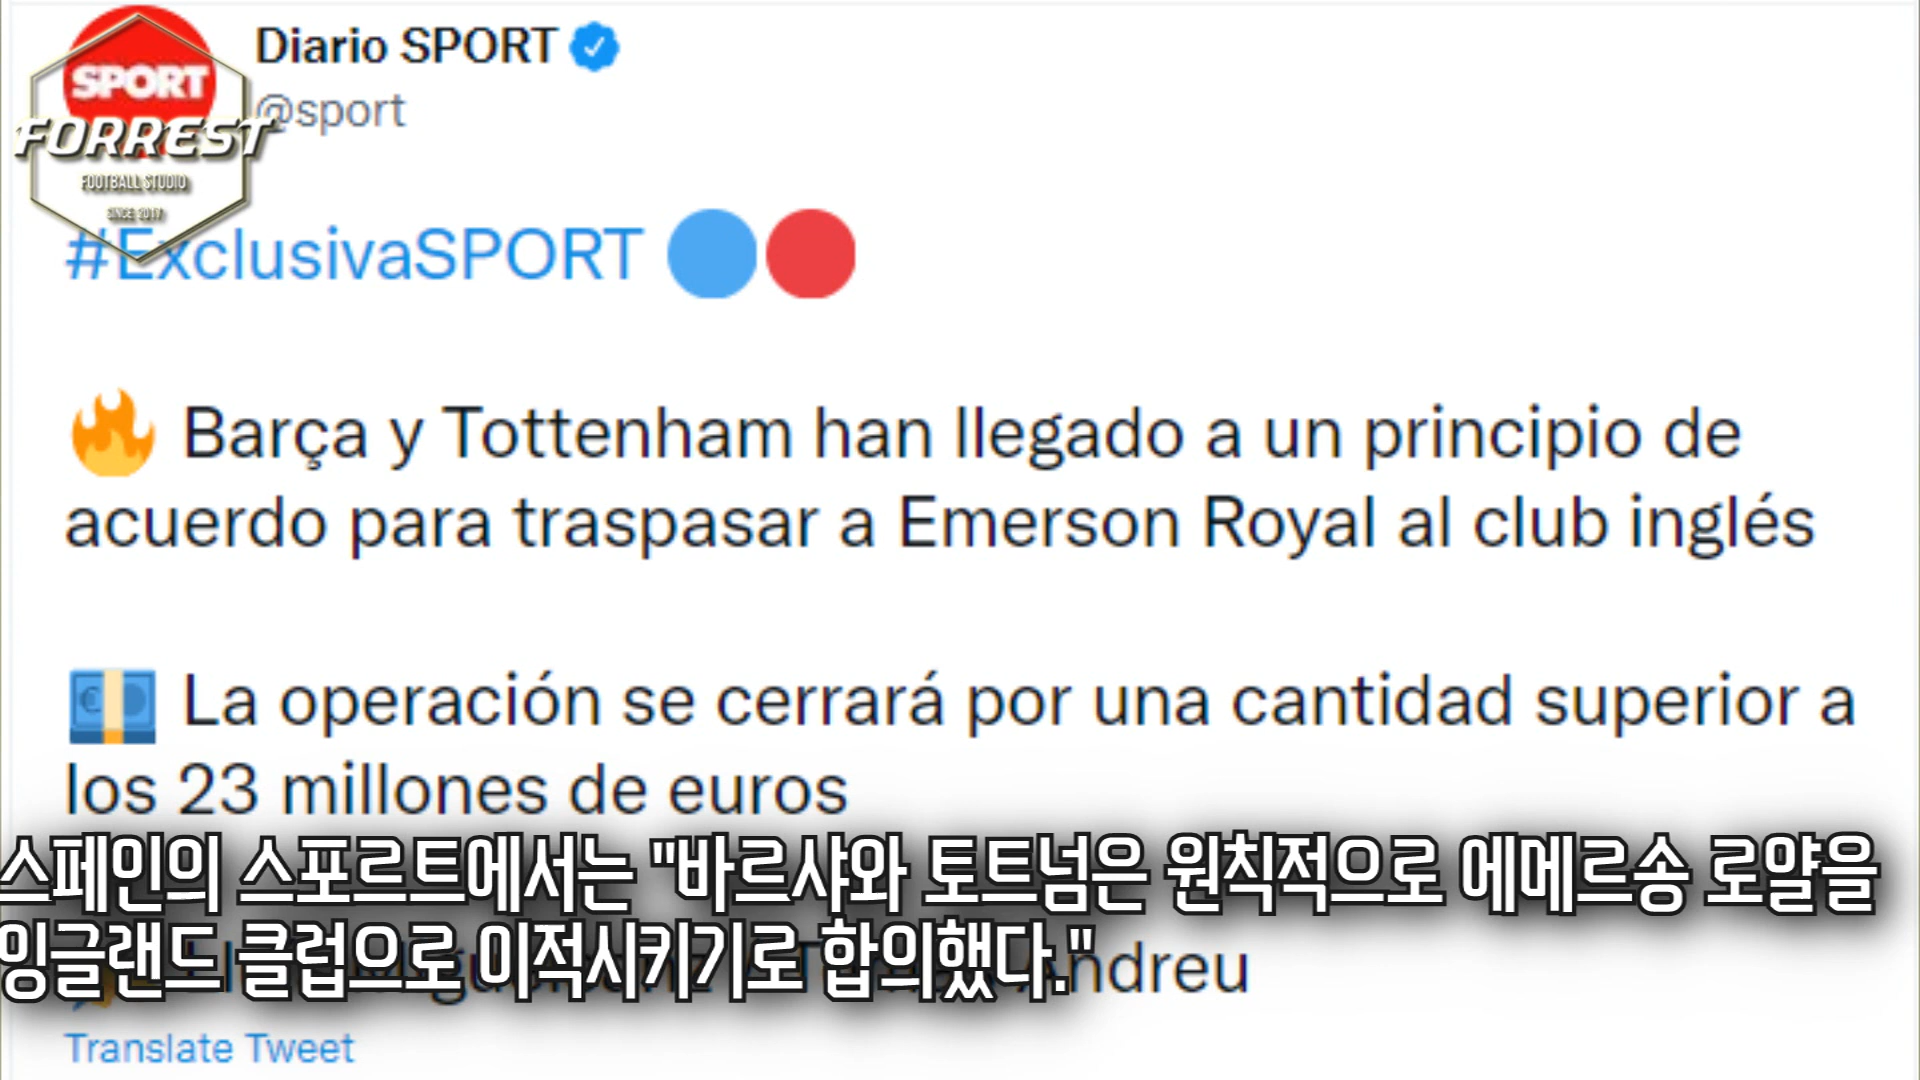 Diario SPORT
@sport
SPORT
FORREST
FOOTBALL STUDIO
SINCE 2017
#ExclusivaSPORT
Barça y Tottenham han llegado a un principio de
acuerdo para traspasar a Emerson Royal al club inglés
La operación se cerrará por una cantidad superior a
los 23 millones de euros
스페인의 스포르트에서는 "바르샤와 토트넘은 원칙적으로 에메르송 로얄을
잉글랜드 클럽으로 이적시키기로 합의했다."
Andreu
Translate Tweet